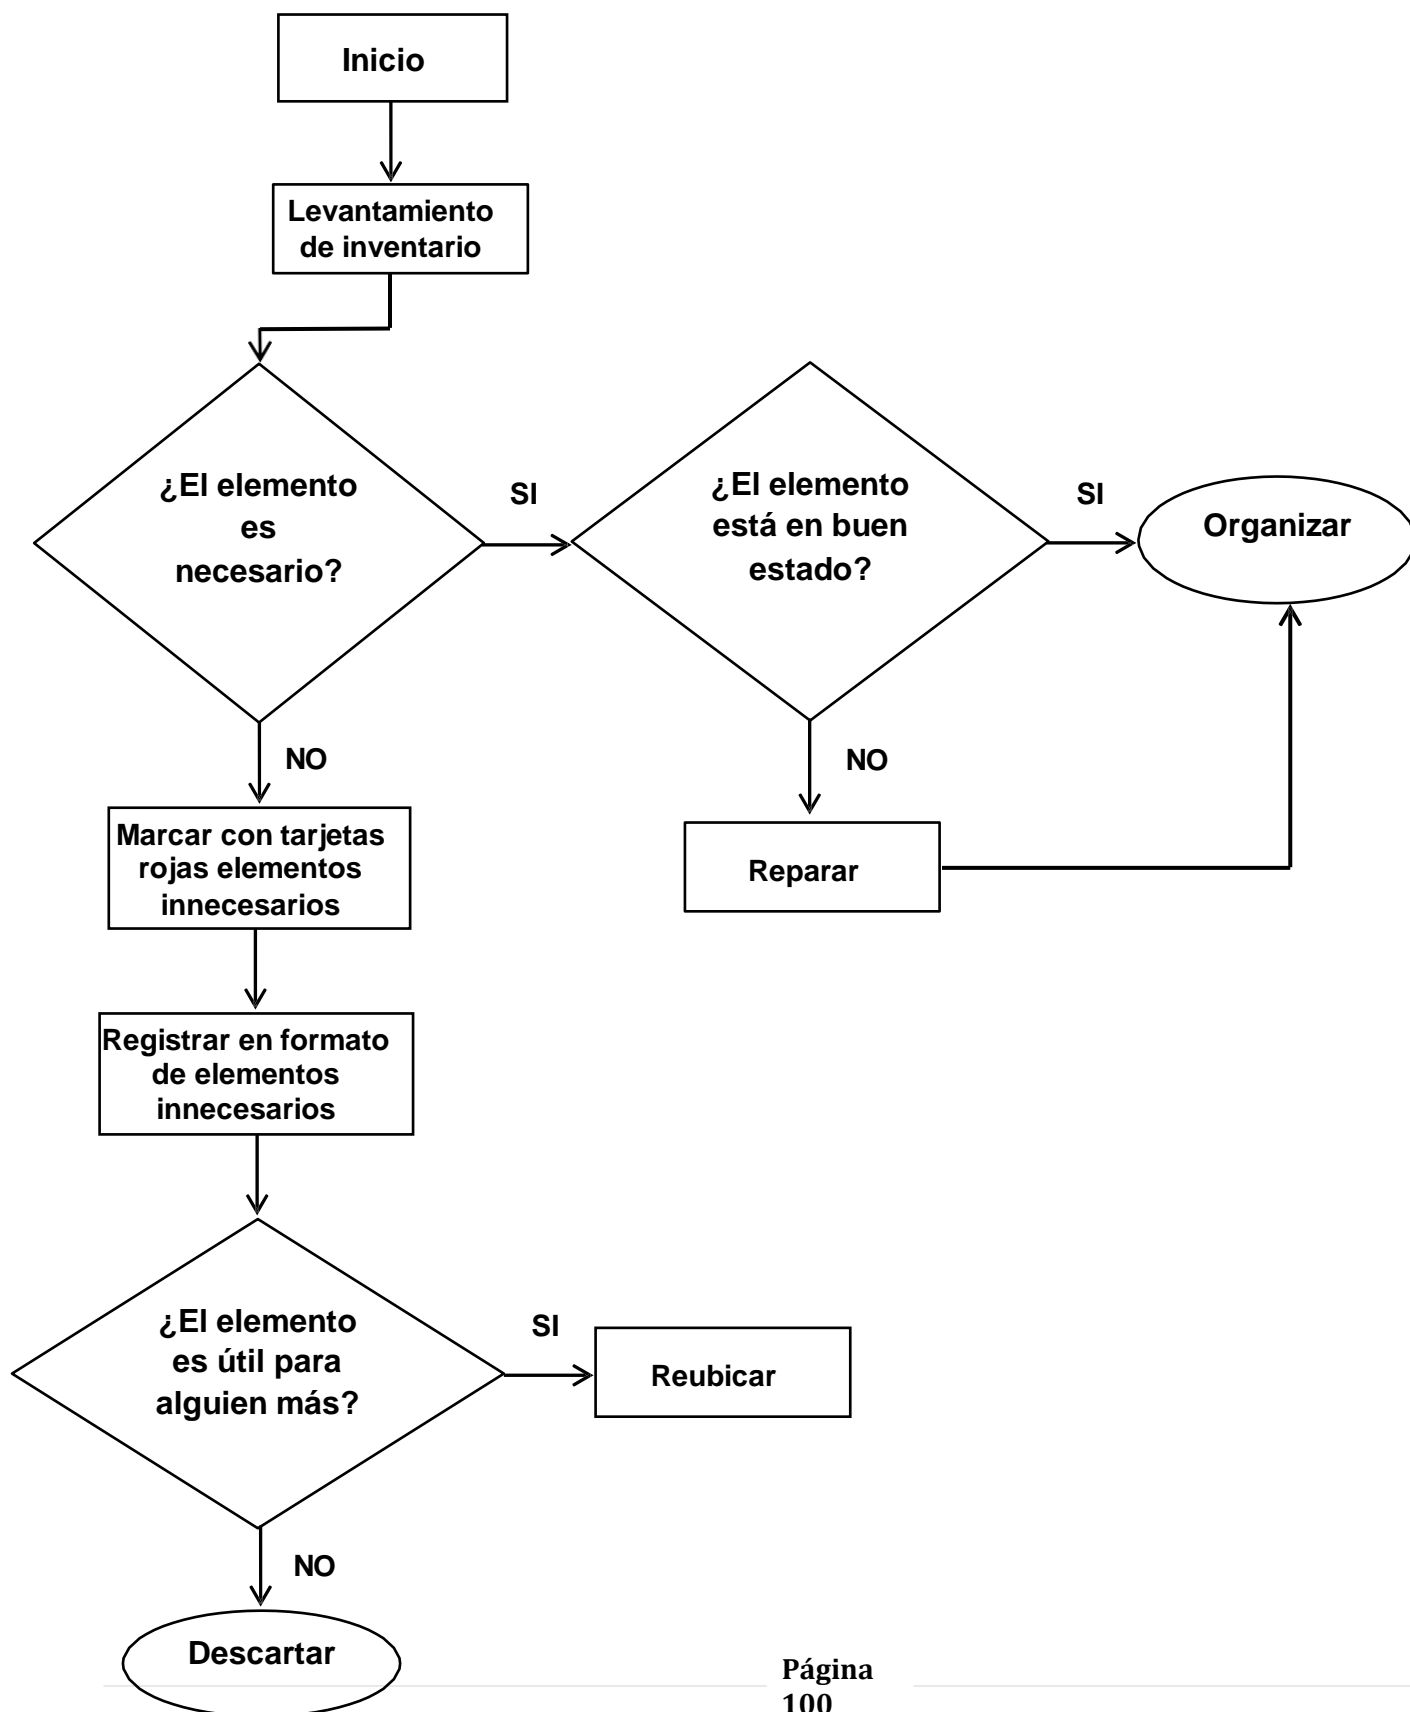 Inicio
Levantamiento
de inventario
¿El elemento
es
necesario?
SI
¿El elemento
está en buen
estado?
SI
Organizar
NO
NO
Marcar con tarjetas
rojas elementos
innecesarios
Reparar
Registrar en formato
de elementos
innecesarios
¿El elemento
es útil para
alguien más?
SI
Reubicar
NO
Descartar
Página
100